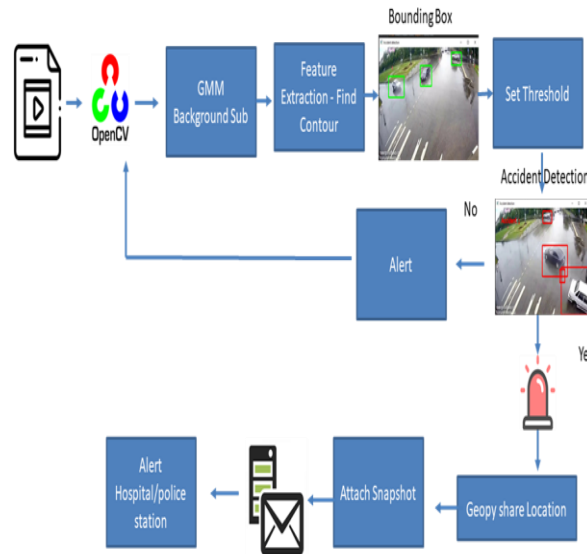 Bounding Box
OpenCV
GMM
Background Sub
Feature
Extraction - Find
Contour
Set Threshold
Accident Detection
No
Alert
Ye
Alert
Hospital/police
station
Attach Snapshot
Geopy share Location